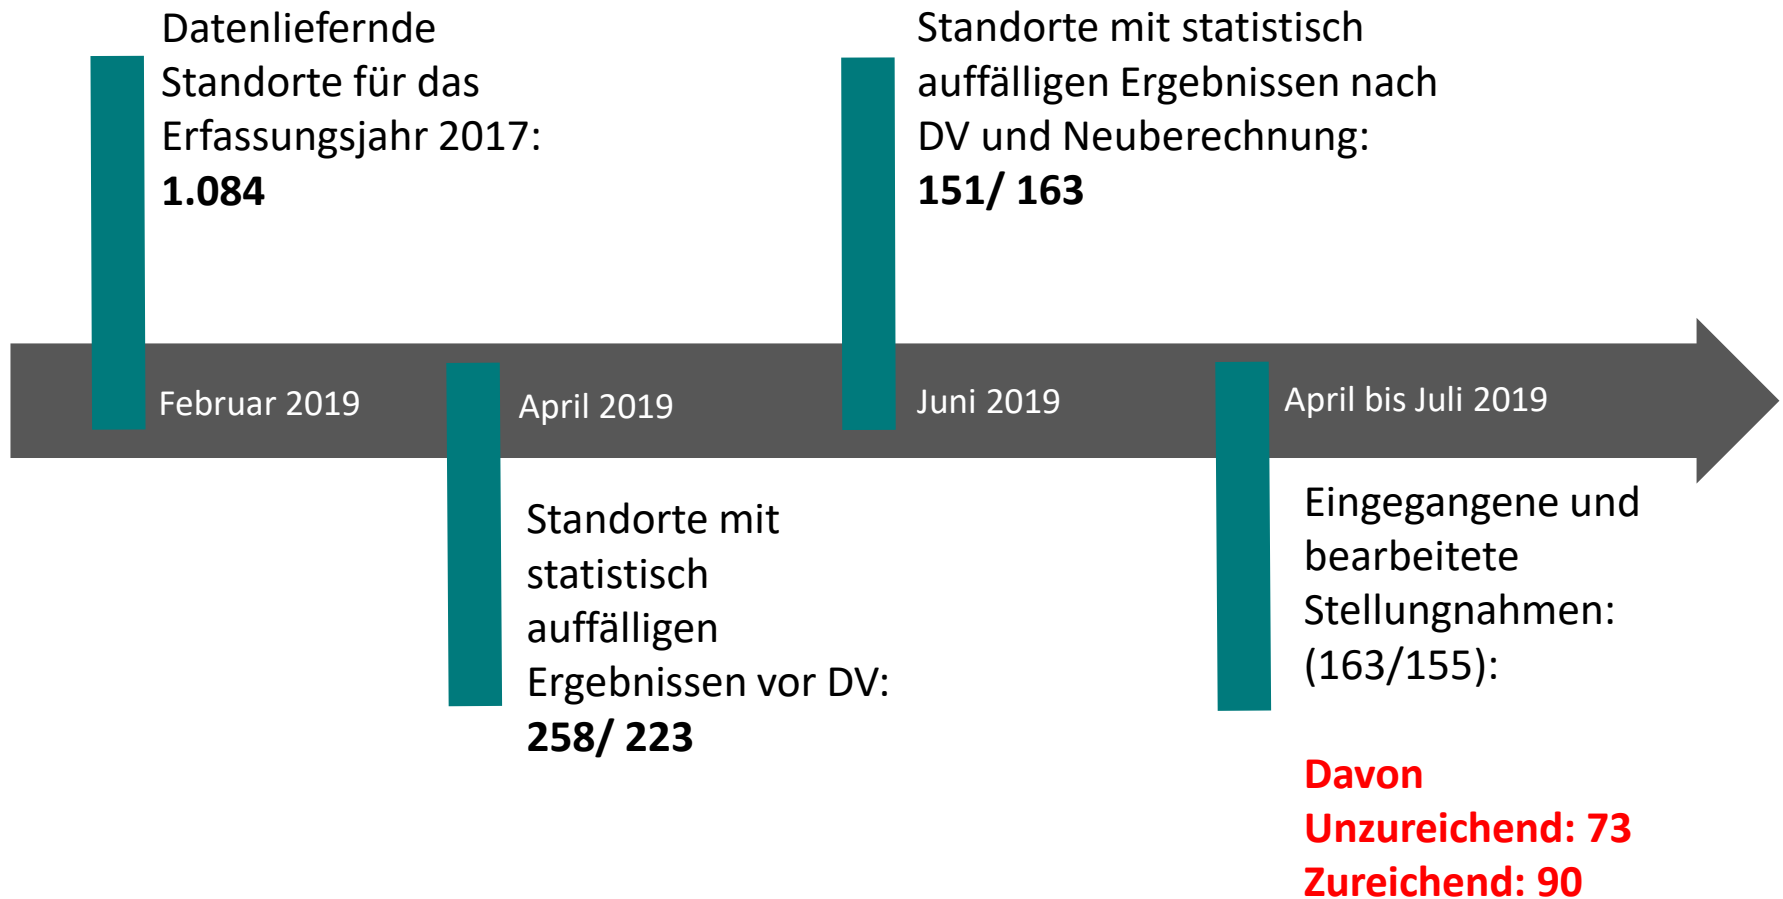 Datenliefernde
Standorte für das
Erfassungsjahr 2017:
1.084
Standorte mit statistisch
auffälligen Ergebnissen nach
DV und Neuberechnung:
151/ 163
Februar 2019
April 2019
Juni 2019
April bis Juli 2019
Standorte mit
statistisch
auffälligen
Ergebnissen vor DV:
258/ 223
Eingegangene und
bearbeitete
Stellungnahmen:
(163/155):
Davon
Unzureichend: 73
Zureichend: 90